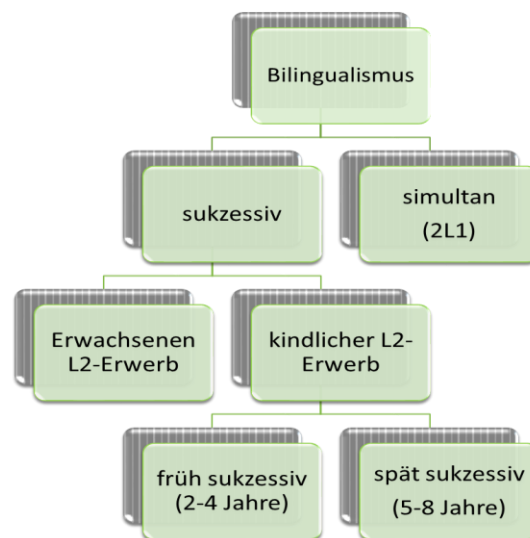 Bilingualismus
sukzessiv
simultan
(2L1)
Erwachsenen
L2-Erwerb
kindlicher L2-
Erwerb
früh sukzessiv
(2-4 Jahre)
spät sukzessiv
(5-8 Jahre)